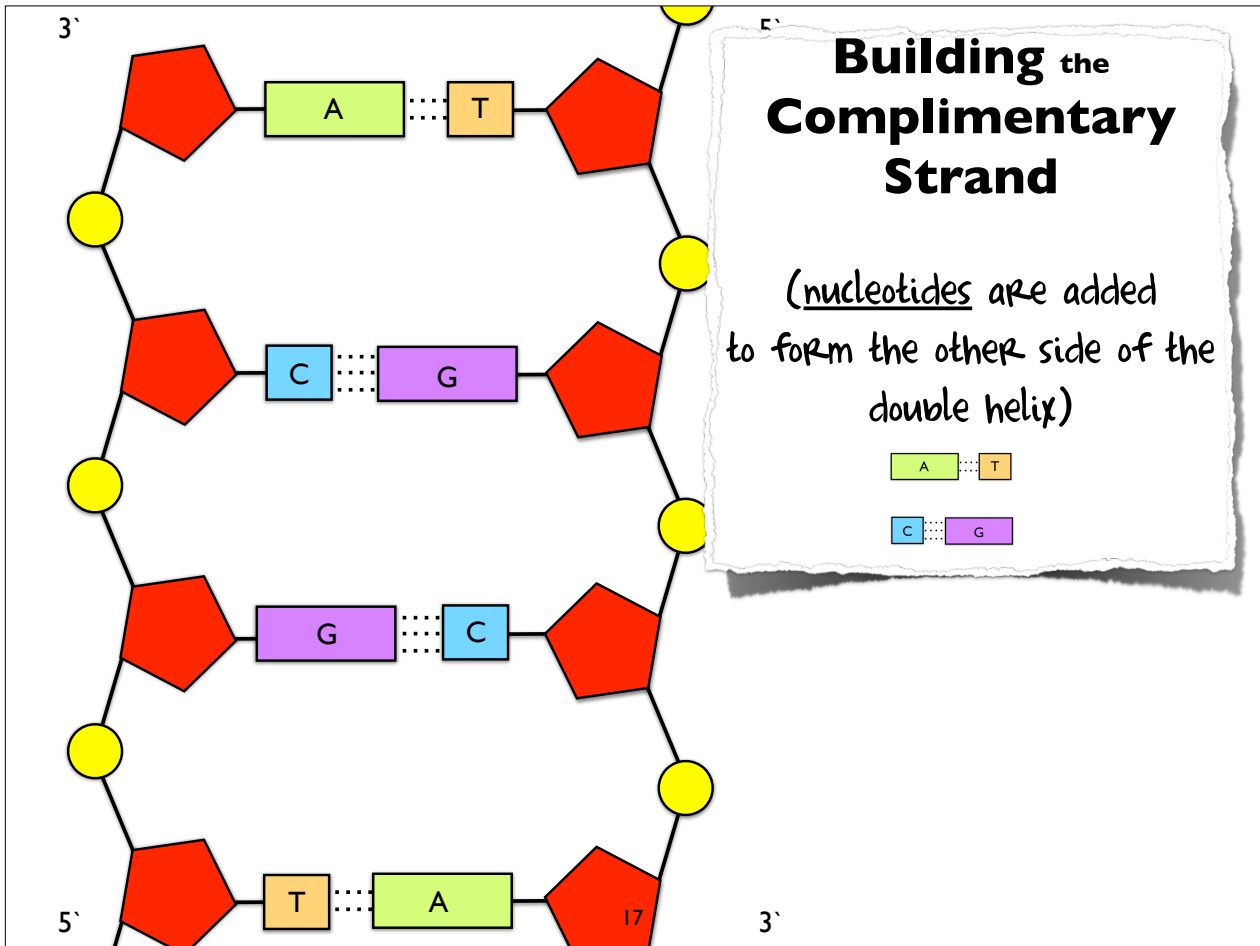 3`
5`
Building the
Complimentary
Strand
A T
(nucleotides are added
to form the other side of the
double helix)
C G
A T
C G
G C
T A
17
5`
3`